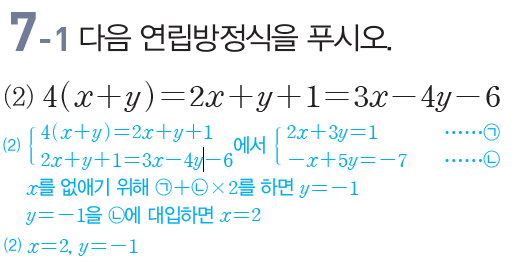 7-1 다음 연립방정식을 푸시오.
(2) 4(x+y)=2x+y+1=3x-4y-6
(2) { 4(x+y)=2x+y+1 에서 { 2x+3y=1 ……㉠
2x+y+1=3x-4y-6 -x+5y=-7 ……㉡
x를 없애기 위해 ㉠+㉡×2를 하면 y=-1
y=-1을 ㉡에 대입하면 x=2
(2) x=2, y=-1